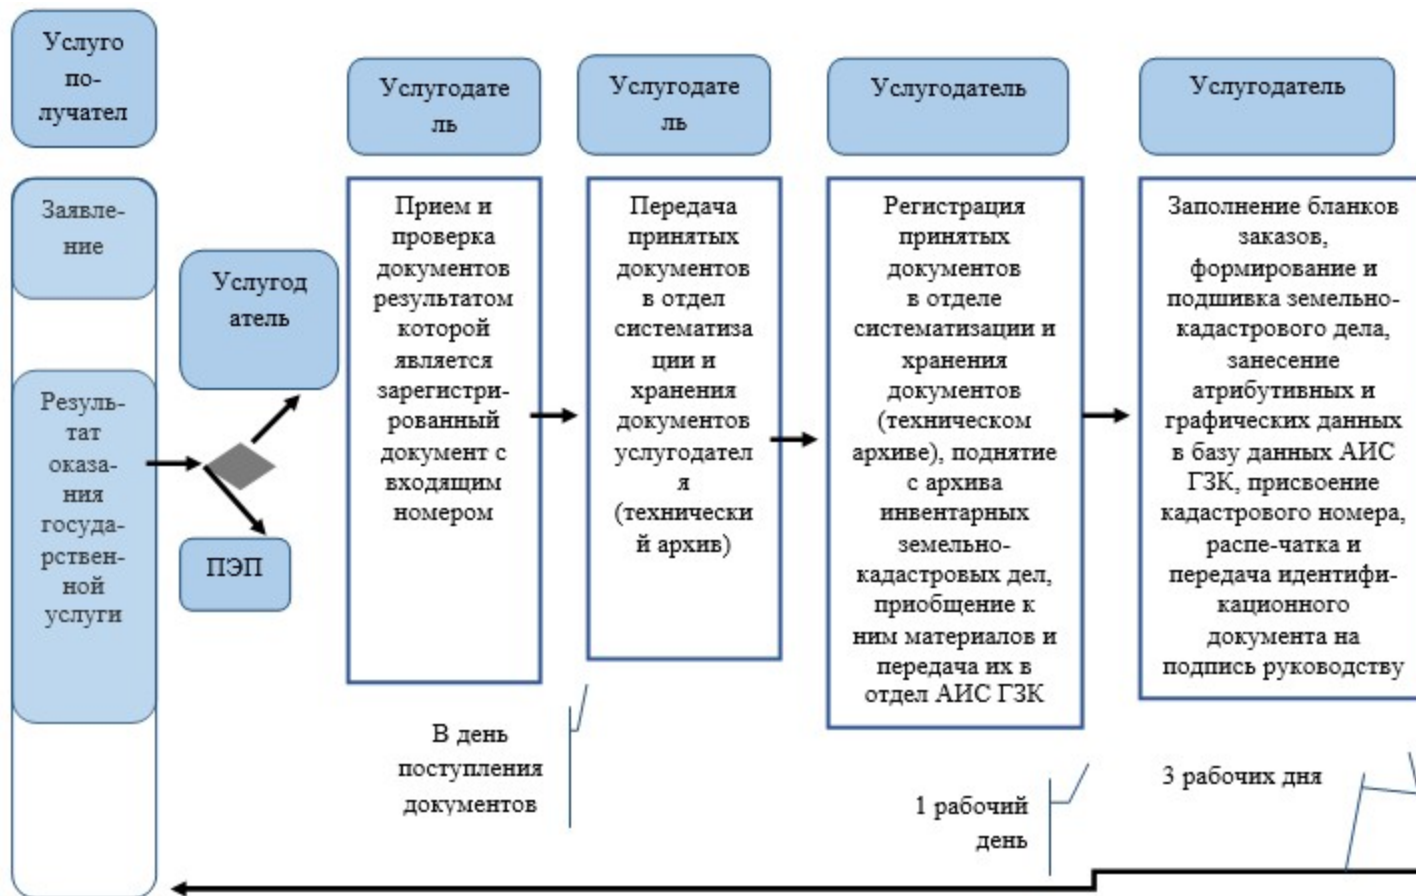 Услуго
по-
лучател
Заявле-
ние
Резуль-
тат
оказа-
ния
госуда-
рствен-
ной
услуги
Услугод
атель
ПЭП
Услугодате
ль
Прием и
проверка
документов
результатом
которой
является
зарегистри-
рованный
документ с
входящим
номером
В день
поступления
документов
Услугодате
ль
Передача
принятых
документов
в отдел
систематиза
ции и
хранения
документов
услугодател
я
(технически
й архив)
Услугодатель
Регистрация
принятых
документов
в отделе
систематизации и
хранения
документов
(техническом
архиве), поднятие
с архива
инвентарных
земельно-
кадастровых дел,
приобщение к
ним материалов и
передача их в
отдел АИС ГЗК
1 рабочий
день
Услугодатель
Заполнение бланков
заказов,
формирование и
подшивка земельно-
кадастрового дела,
занесение
атрибутивных и
графических данных
в базу данных АИС
ГЗК, присвоение
кадастрового номера,
распе-чатка и
передача идентифи-
кационного
документа на
подпись руководству
3 рабочих дня